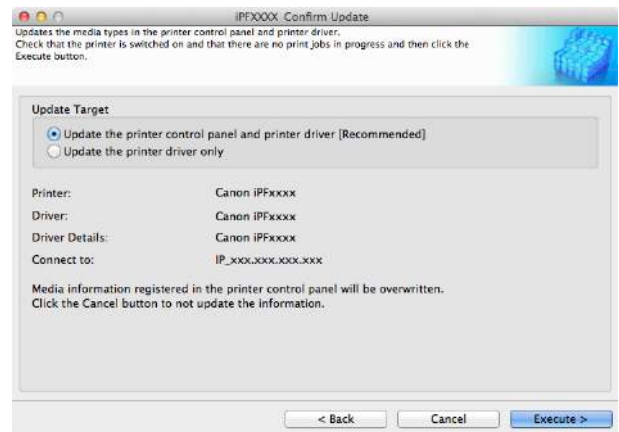 iPFXXXX Confirm Update
Updates the media types in the printer control panel and printer driver.
Check that the printer is switched on and that there are no print jobs in progress and then click the
Execute button.
Update Target
Update the printer control panel and printer driver [Recommended]
Update the printer driver only
Printer: Canon iPFxxxx
Driver: Canon iPFxxxx
Driver Details: Canon iPFxxxx
Connect to: IP_xxx.xxx.xxx.xxx
Media information registered in the printer control panel will be overwritten.
Click the Cancel button to not update the information.
< Back Cancel Execute >